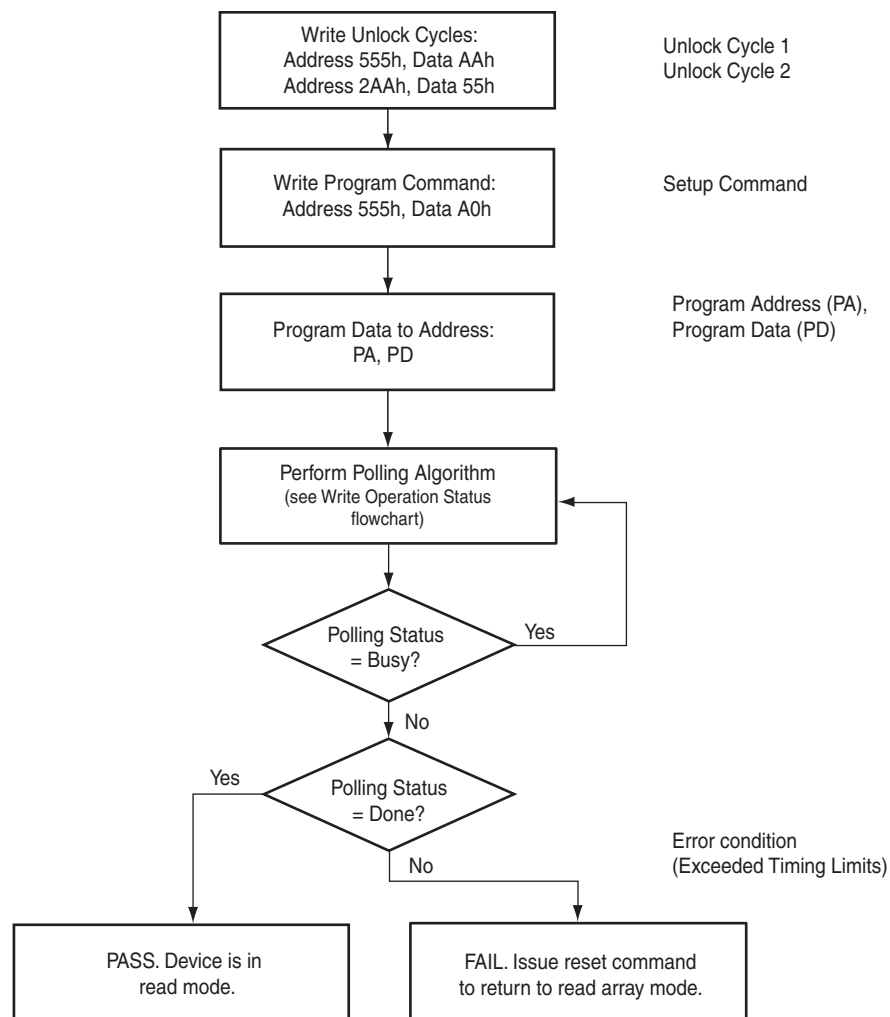 Write Unlock Cycles:
Address 555h, Data AAh
Address 2AAh, Data 55h
Unlock Cycle 1
Unlock Cycle 2
Write Program Command:
Address 555h, Data A0h
Setup Command
Program Data to Address:
PA, PD
Program Address (PA),
Program Data (PD)
Perform Polling Algorithm
(see Write Operation Status
flowchart)
Polling Status
= Busy?
Yes
No
Polling Status
= Done?
Yes
No
Error condition
(Exceeded Timing Limits)
PASS. Device is in
read mode.
FAIL. Issue reset command
to return to read array mode.